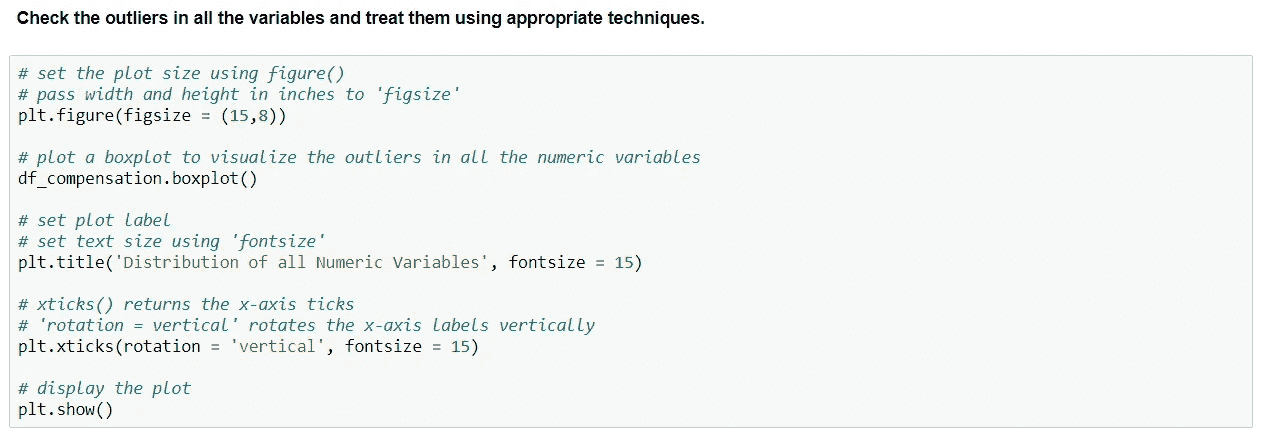 Check the outliers in all the variables and treat them using appropriate techniques.
# set the plot size using figure()
# pass width and height in inches to 'figsize'
plt.figure(figsize = (15,8))
# plot a boxplot to visualize the outliers in all the numeric variables
df_compensation.boxplot()
# set plot label
# set text size using 'fontsize'
plt.title('Distribution of all Numeric Variables', fontsize = 15)
# xticks() returns the x-axis ticks
# 'rotation = vertical' rotates the x-axis labels vertically
plt.xticks(rotation = 'vertical', fontsize = 15)
# display the plot
plt.show()